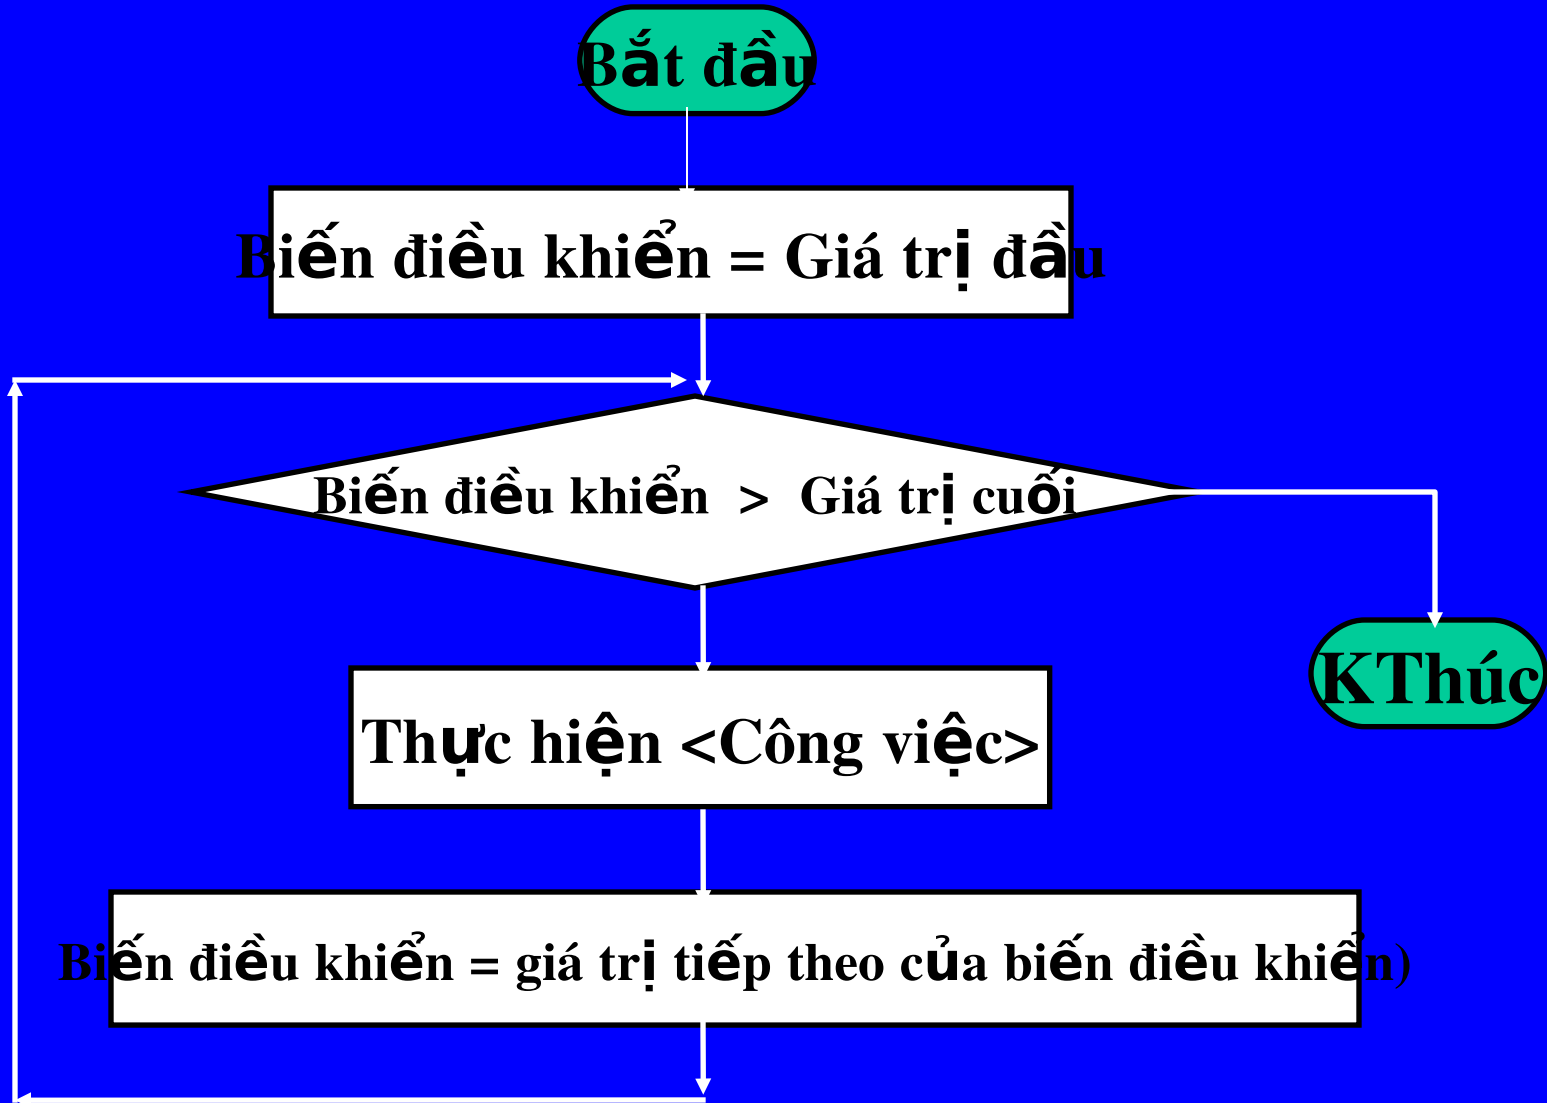 Bắt đầu
Biến điều khiển = Giá trị đầu
Biến điều khiển > Giá trị cuối
KThúc
Thực hiện <Công việc>
Biến điều khiển = giá trị tiếp theo của biến điều khiển)